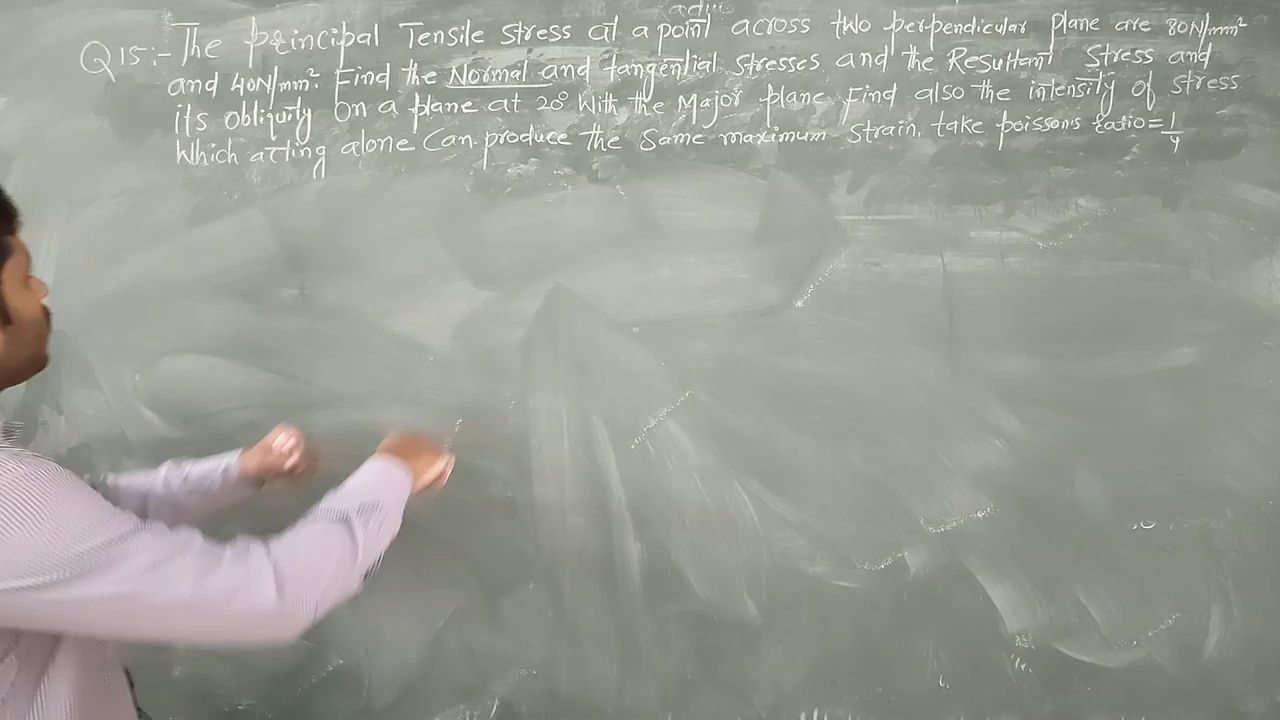 Q15:- The principal Tensile stress at a point across two perpendicular plane are 80N/mm²
and 40N/mm². Find the Normal and tangential stresses and the Resultant Stress and
its obliquity on a plane at 20° With the Major plane. Find also the intensity of stress
Which acting alone Can produce the Same maximum Strain. take poissons ratio=1/4